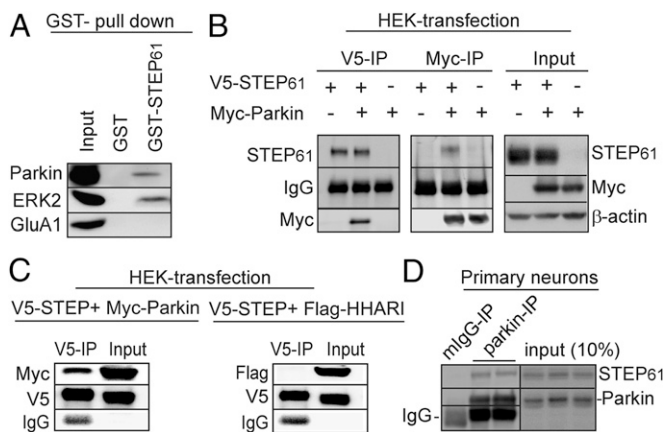 A
GST- pull down
Input
GST
GST-STEP61
Parkin
ERK2
GluA1
B
HEK-transfection
V5-IP Myc-IP Input
V5-STEP61 + + - + + - + + -
Myc-Parkin - + + - + + - + +
STEP61 STEP61
IgG Myc
Myc β-actin
C
HEK-transfection
V5-STEP+ Myc-Parkin V5-STEP+ Flag-HHARI
V5-IP Input V5-IP Input
Myc Flag
V5 V5
IgG IgG
D
Primary neurons
mIgG-IP
parkin-IP
input (10%)
STEP61
-Parkin
IgG-